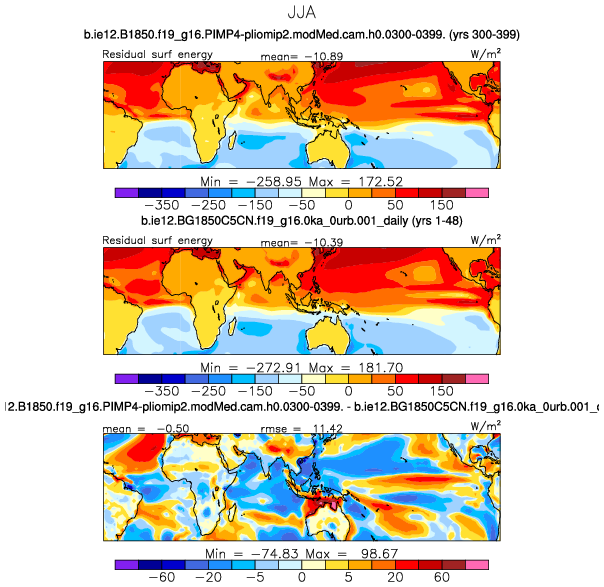 JJA
b.ie12.B1850.f19_g16.PIMP4-pliomip2.modMed.cam.h0.0300-0399. (yrs 300-399)
Residual surf energy mean= −10.89 W/m²
Min = −258.95 Max = 172.52
−350 −250 −150 −50 0 50 150
b.ie12.BG1850C5CN.f19_g16.0ka_0urb.001_daily (yrs 1-48)
Residual surf energy mean= −10.39 W/m²
Min = −272.91 Max = 181.70
−350 −250 −150 −50 0 50 150
12.B1850.f19_g16.PIMP4-pliomip2.modMed.cam.h0.0300-0399. - b.ie12.BG1850C5CN.f19_g16.0ka_0urb.001_
mean = −0.50 rmse = 11.42 W/m²
Min = −74.83 Max = 98.67
−60 −20 −5 0 5 20 60